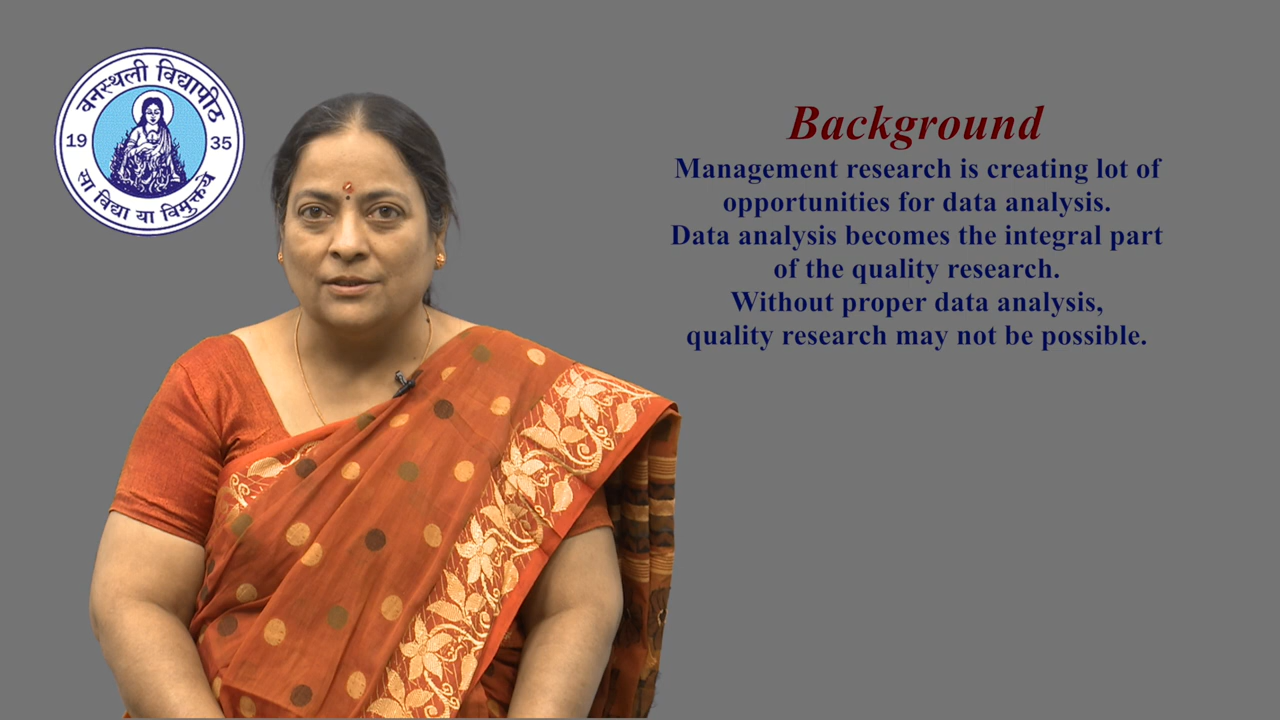 वनस्थली विद्यापीठ
19 35
सा विद्या या विमुक्तये
Background
Management research is creating lot of
opportunities for data analysis.
Data analysis becomes the integral part
of the quality research.
Without proper data analysis,
quality research may not be possible.